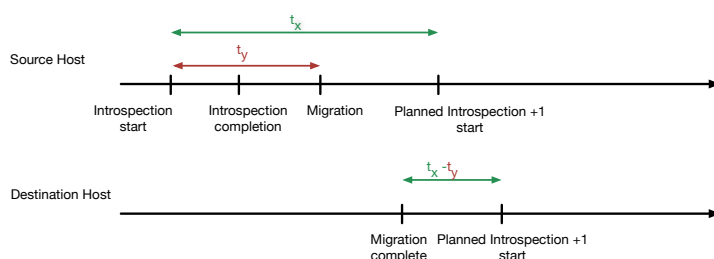 t_x
t_y
Source Host
Introspection start
Introspection completion
Migration
Planned Introspection +1 start
t_x -t_y
Destination Host
Migration complete
Planned Introspection +1 start